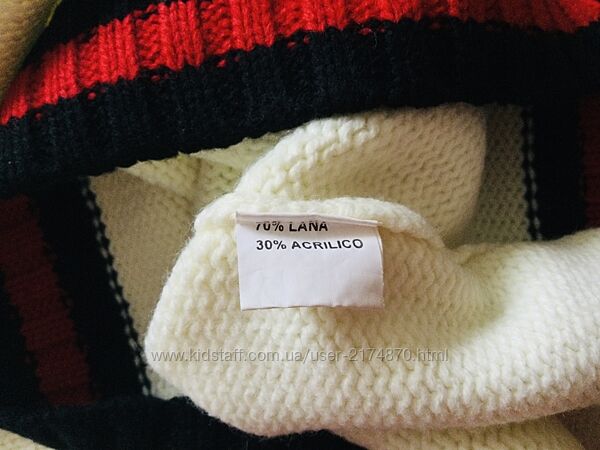 70% LANA
30% ACRILICO
www.kidstaff.com.ua/user-2174870.html